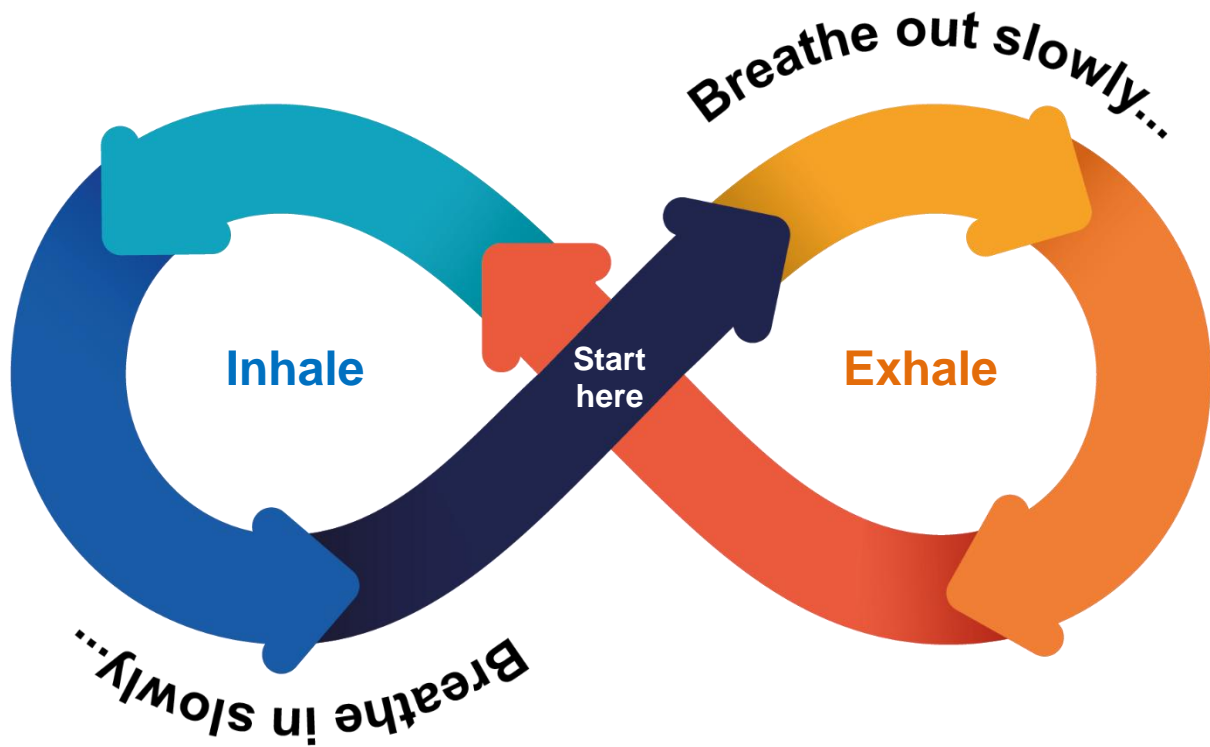 Breathe out slowly...
Inhale
Start
here
Exhale
Breathe in slowly...